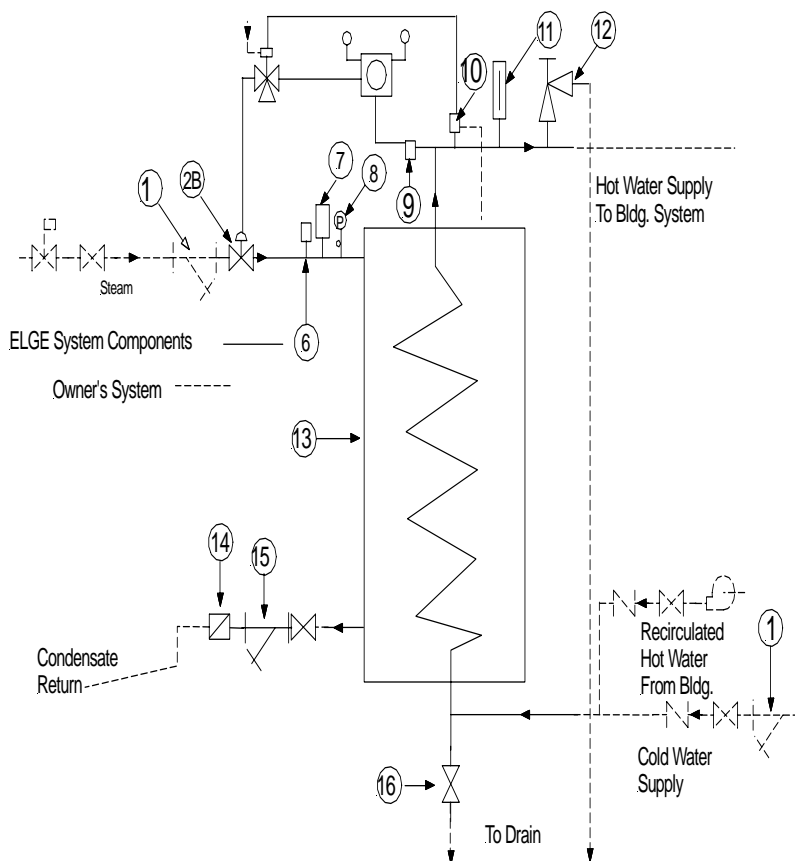 11
12
10
7
8
2B
1
9
P
Hot Water Supply
To Bldg. System
Steam
ELGE System Components
6
Owner's System
13
14
15
Recirculated
Hot Water
From Bldg.
1
Condensate
Return
Cold Water
Supply
16
To Drain